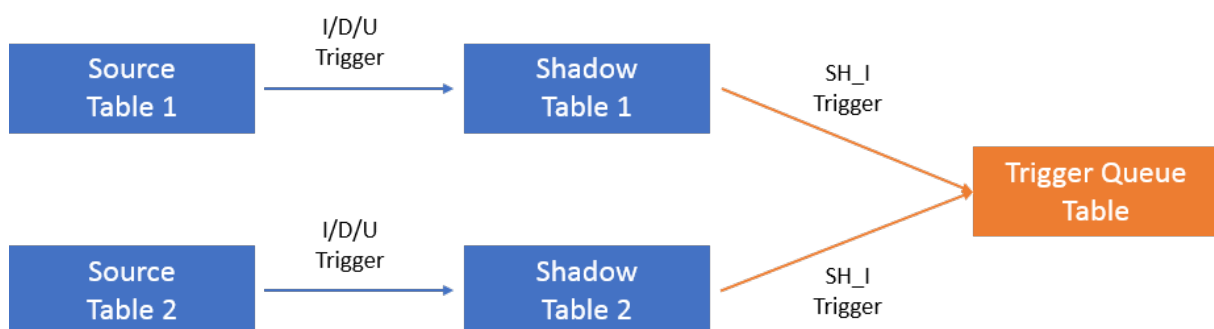 I/D/U
Trigger
Source
Table 1
Shadow
Table 1
SH_I
Trigger
Trigger Queue
Table
I/D/U
Trigger
Source
Table 2
Shadow
Table 2
SH_I
Trigger